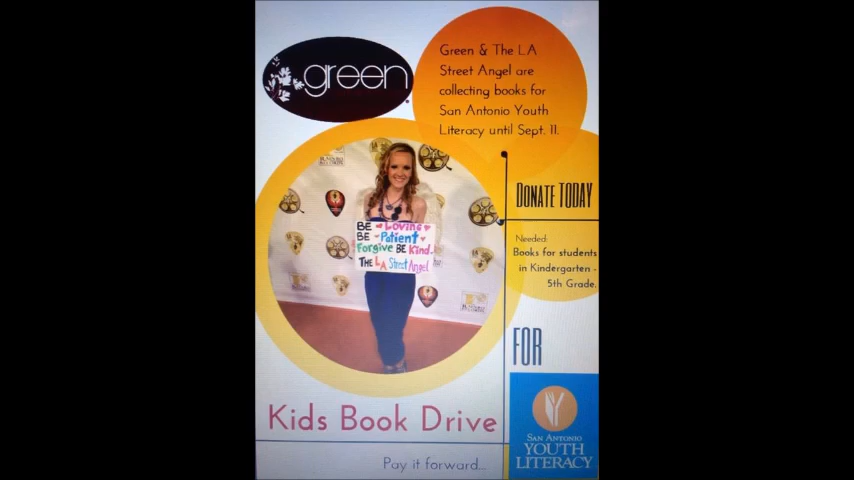 green
Green & The LA
Street Angel are
collecting books for
San Antonio Youth
Literacy until Sept. 11.
DONATE TODAY
Needed:
Books for students
in Kindergarten -
5th Grade.
BE LOVING
BE Patient
Forgive BE Kind.
THE LA Street Angel
FOR
Kids Book Drive
Pay it forward...
SAN ANTONIO
YOUTH
LITERACY